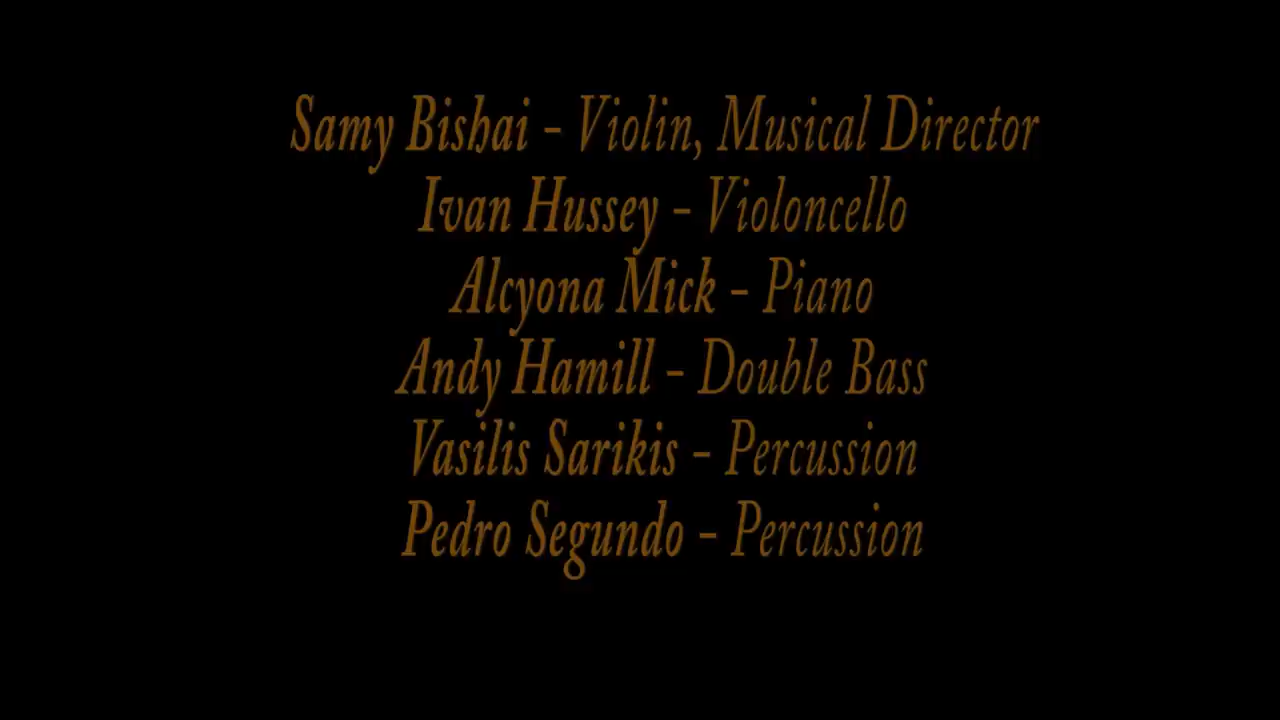 Samy Bishai - Violin, Musical Director
Ivan Hussey - Violoncello
Alcyona Mick - Piano
Andy Hamill - Double Bass
Vasilis Sarikis - Percussion
Pedro Segundo - Percussion